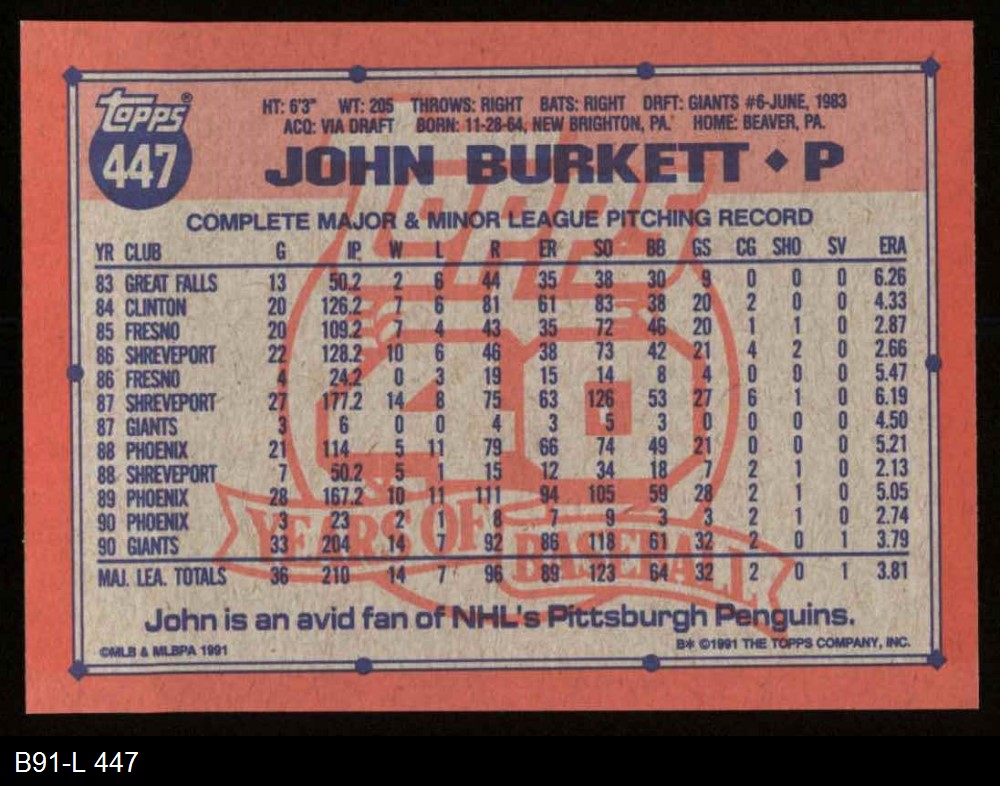 TOPPS®
447
HT: 6'3" WT: 205 THROWS: RIGHT BATS: RIGHT DRFT: GIANTS #6-JUNE, 1983
ACQ: VIA DRAFT BORN: 11-28-64, NEW BRIGHTON, PA. HOME: BEAVER, PA.
JOHN BURKETT ♦ P
COMPLETE MAJOR & MINOR LEAGUE PITCHING RECORD
YR CLUB G IP W L R ER SO BB GS CG SHO SV ERA
83 GREAT FALLS 13 50.2 2 6 44 35 38 30 9 0 0 0 6.26
84 CLINTON 20 126.2 7 6 81 61 83 38 20 2 0 0 4.33
85 FRESNO 20 109.2 7 4 43 35 72 46 20 1 1 0 2.87
86 SHREVEPORT 22 128.2 10 6 46 38 73 42 21 4 2 0 2.66
86 FRESNO 4 24.2 0 3 19 15 14 8 4 0 0 0 5.47
87 SHREVEPORT 27 177.2 14 8 75 63 126 53 27 6 1 0 6.19
87 GIANTS 3 6 0 0 4 3 5 3 0 0 0 0 4.50
88 PHOENIX 21 114 5 11 79 66 74 49 21 0 0 0 5.21
88 SHREVEPORT 7 50.2 5 1 15 12 34 18 7 2 1 0 2.13
89 PHOENIX 28 167.2 10 11 111 94 105 59 28 2 1 0 5.05
90 PHOENIX 3 23 2 1 8 7 9 3 3 2 1 0 2.74
90 GIANTS 33 204 14 7 92 86 118 61 32 2 0 1 3.79
MAJ. LEA. TOTALS 36 210 14 7 96 89 123 64 32 2 0 1 3.81
TOPPS
40
YEARS OF BASEBALL
John is an avid fan of NHL's Pittsburgh Penguins.
©MLB & MLBPA 1991
B* ©1991 THE TOPPS COMPANY, INC.
B91-L 447